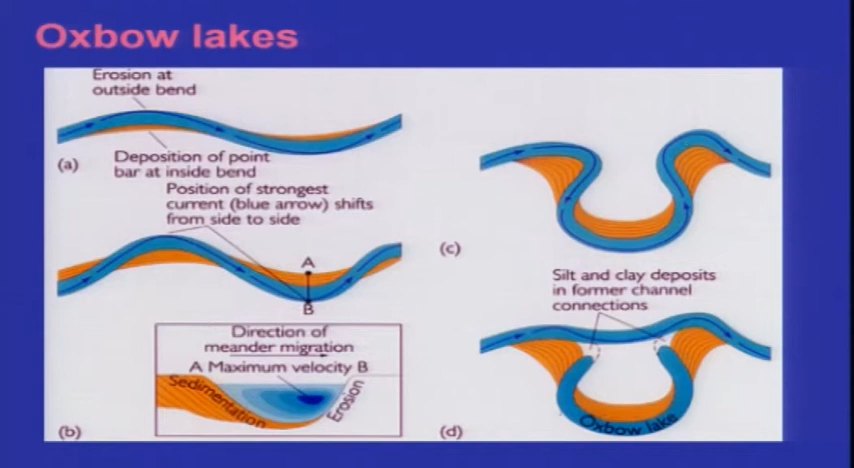 Oxbow lakes
Erosion at
outside bend
(a)
Deposition of point
bar at inside bend
Position of strongest
current (blue arrow) shifts
from side to side
A
B
Direction of
meander migration
A Maximum velocity B
Sedimentation
Erosion
(b)
(c)
Silt and clay deposits
in former channel
connections
Oxbow lake
(d)